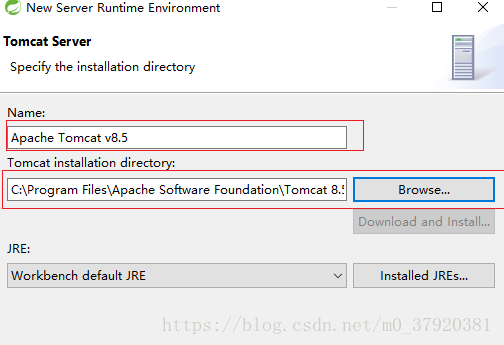 New Server Runtime Environment
Tomcat Server
Specify the installation directory
Name:
Apache Tomcat v8.5
Tomcat installation directory:
C:\Program Files\Apache Software Foundation\Tomcat 8.5 Browse...
Download and Install...
JRE:
Workbench default JRE Installed JREs...
https://blog.csdn.net/m0_37920381